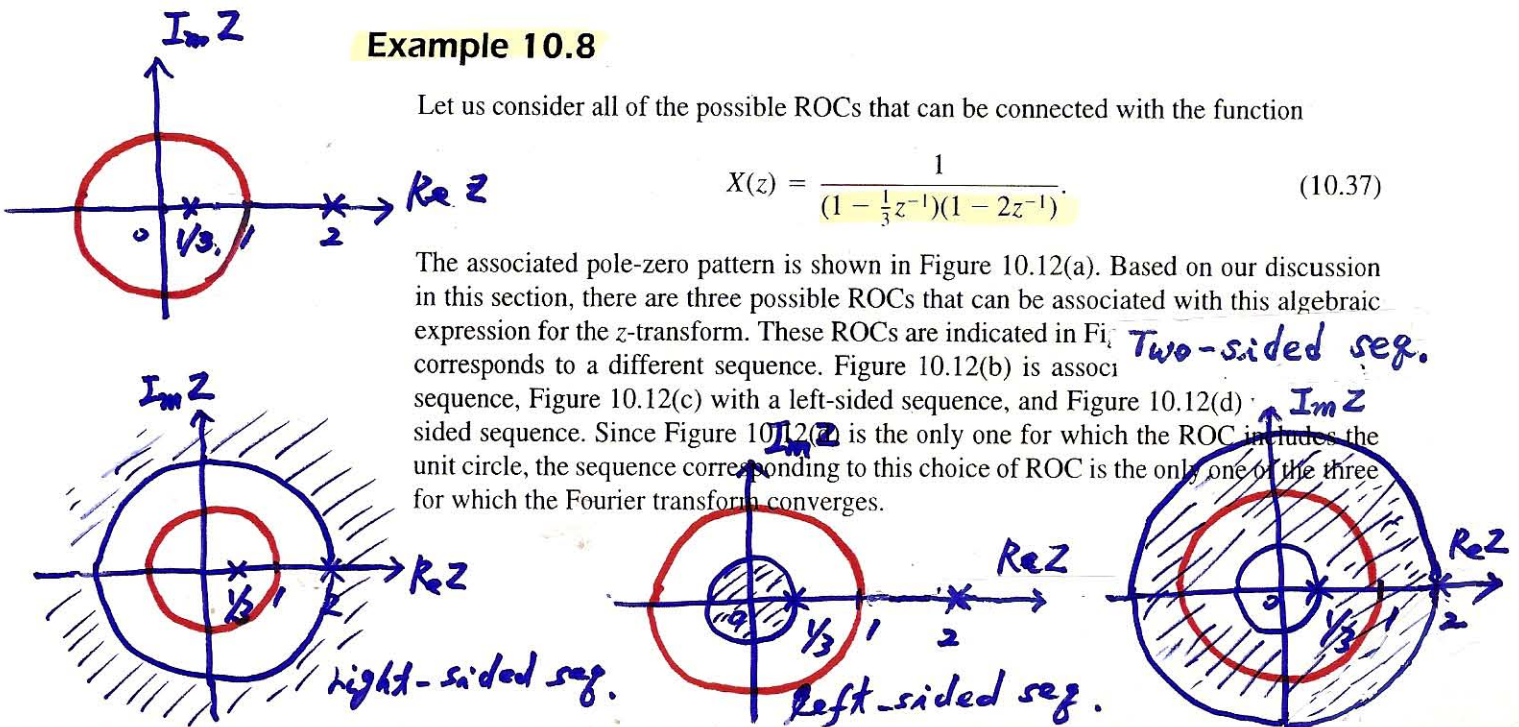 Im Z
Example 10.8
Let us consider all of the possible ROCs that can be connected with the function
Re Z
0 1/3 1 2
X(z) = 1 / ((1 − 1/3 z⁻¹)(1 − 2z⁻¹)). (10.37)
The associated pole-zero pattern is shown in Figure 10.12(a). Based on our discussion
in this section, there are three possible ROCs that can be associated with this algebraic
expression for the z-transform. These ROCs are indicated in Fi
Two-sided seq.
corresponds to a different sequence. Figure 10.12(b) is associ
sequence, Figure 10.12(c) with a left-sided sequence, and Figure 10.12(d)
sided sequence. Since Figure 10.12( is the only one for which the ROC includes the
unit circle, the sequence corresponding to this choice of ROC is the only one of the three
for which the Fourier transform converges.
Im Z
Re Z
1/3 1 2
right-sided seq.
Im Z
Re Z
0 1/3 1 2
left-sided seq.
Im Z
Re Z
0 1/3 1 2